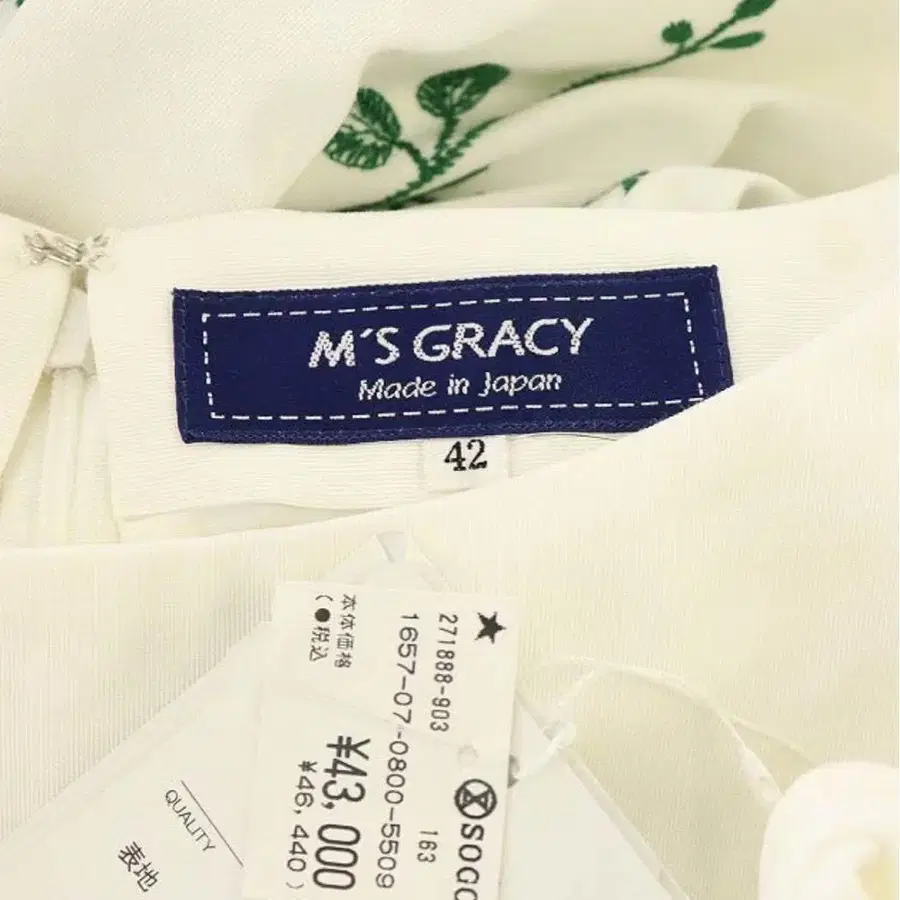 M'S GRACY
Made in Japan
42
★
271888-903
163
1657-07-0800-5509
本体価格
¥43,000
(●税込
¥46,440)
SOGO
QUALITY
表地